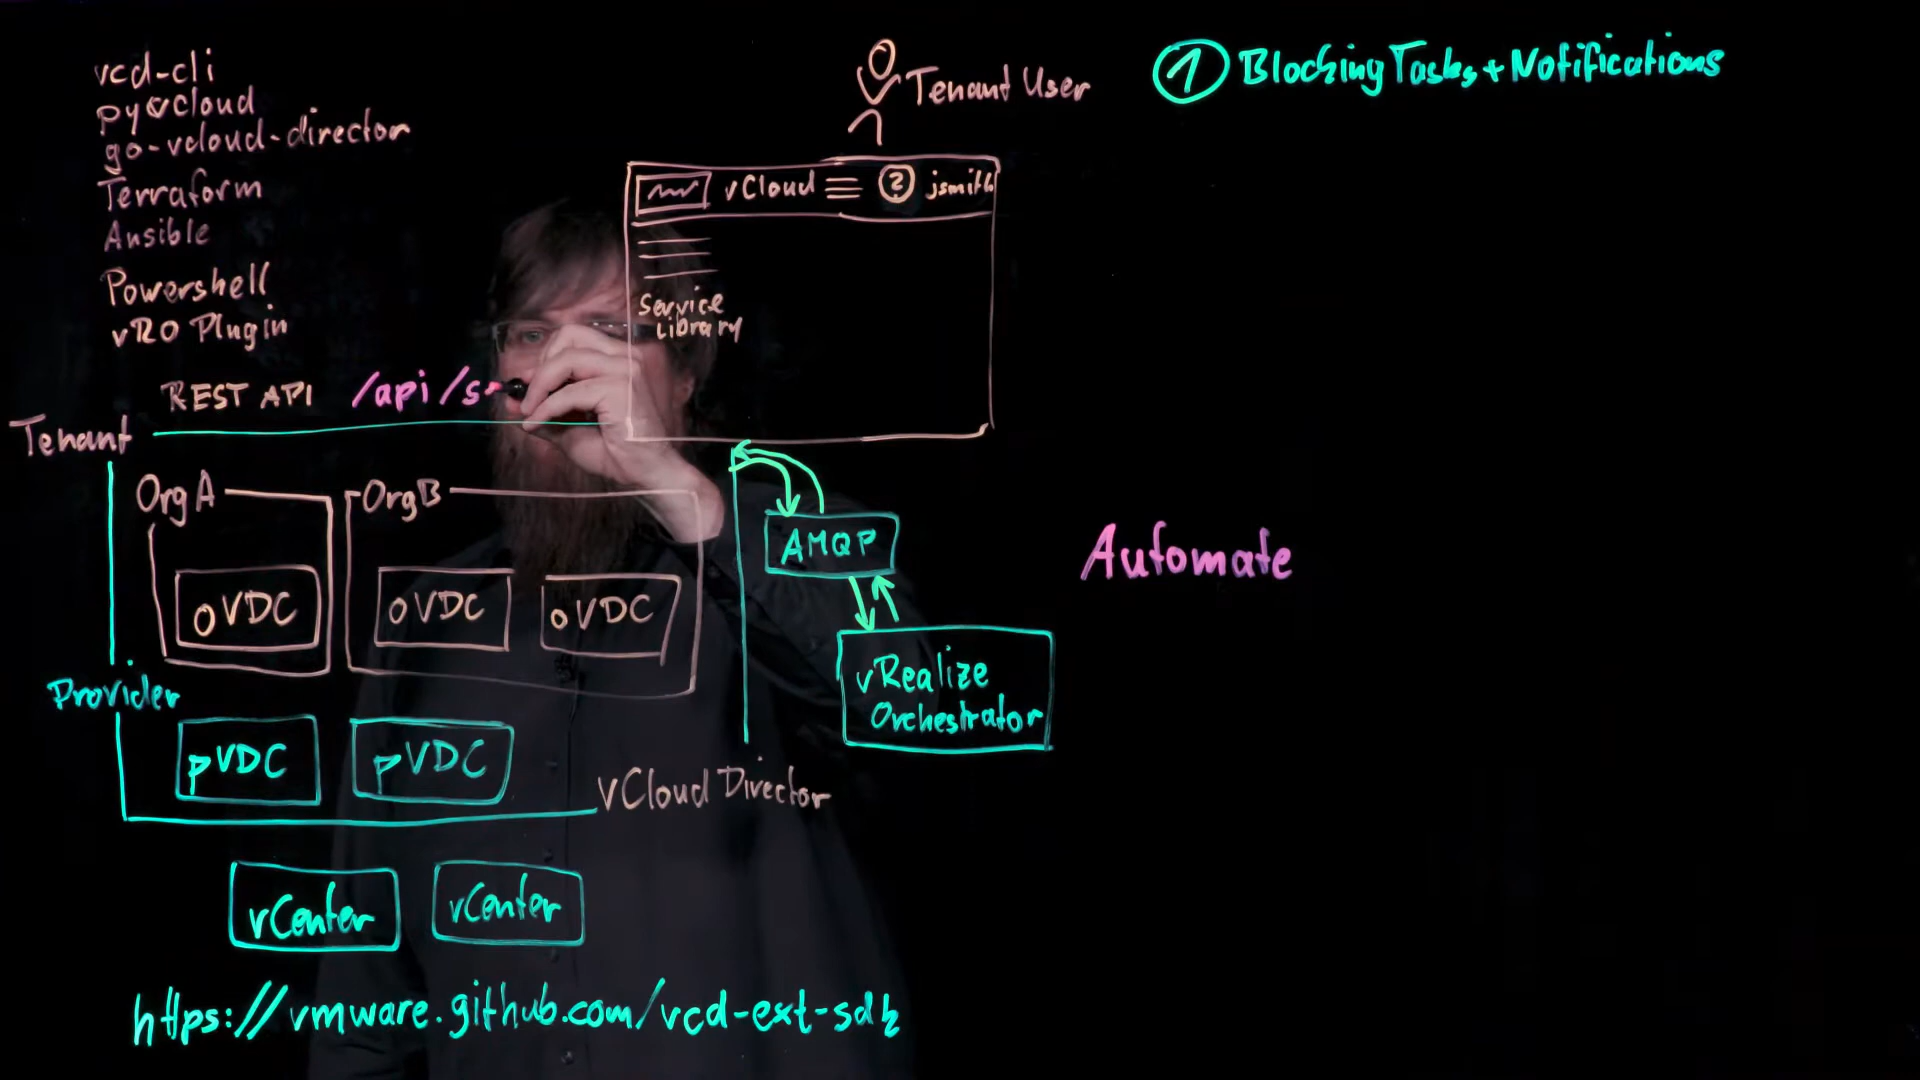 vcd-cli
pyvcloud
go-vcloud-director
Terraform
Ansible
Powershell
vRO Plugin
REST API /api/s
Tenant
OrgA
OrgB
oVDC
oVDC
oVDC
Provider
pVDC
pVDC
vCloud Director
vCenter
vCenter
https://vmware.github.com/vcd-ext-sdk
Tenant User
vCloud ? jsmith
Service
Library
AMQP
vRealize
Orchestrator
1 Blocking Tasks + Notifications
Automate